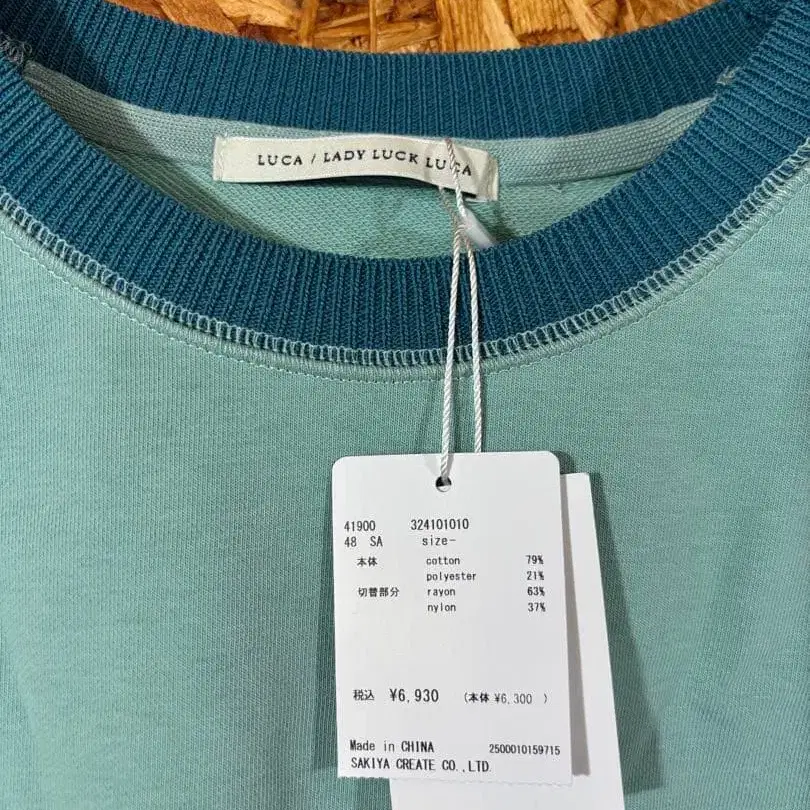 LUCA / LADY LUCK LUCA
41900 324101010
48 SA size-
本体 cotton 79%
polyester 21%
切替部分 rayon 63%
nylon 37%
税込 ¥6,930 (本体 ¥6,300 )
Made in CHINA 2500010159715
SAKIYA CREATE CO.,LTD.